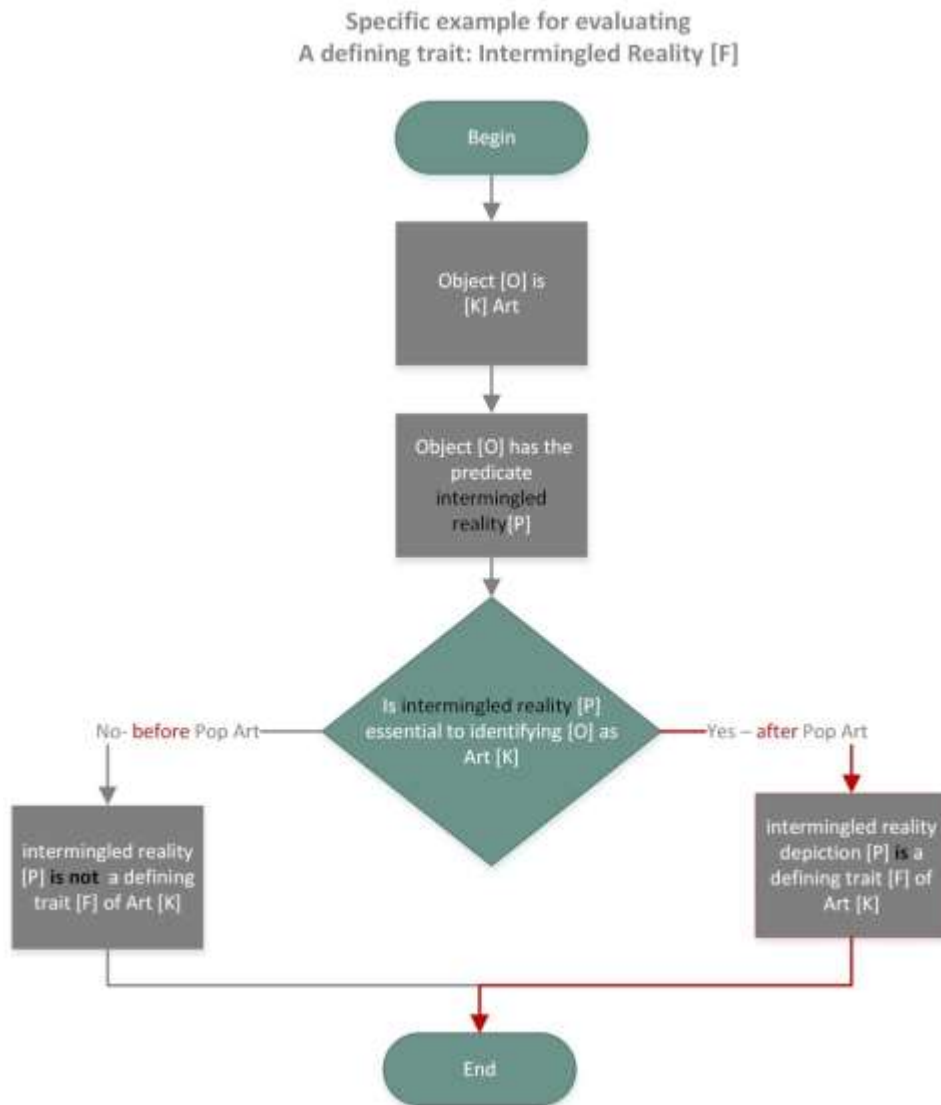 Specific example for evaluating
A defining trait: Intermingled Reality [F]
Begin
Object [O] is
[K] Art
Object [O] has the
predicate
intermingled
reality[P]
Is intermingled reality [P]
essential to identifying [O] as
Art [K]
No- before Pop Art
Yes – after Pop Art
intermingled reality
[P] is not a defining
trait [F] of Art [K]
intermingled reality
depiction [P] is a
defining trait [F] of
Art [K]
End